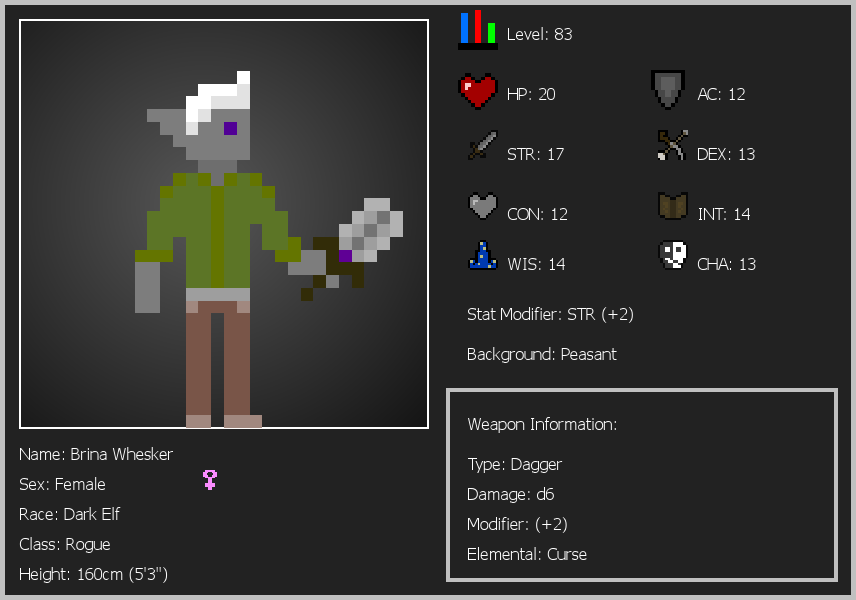 Level: 83
HP: 20
AC: 12
STR: 17
DEX: 13
CON: 12
INT: 14
WIS: 14
CHA: 13
Stat Modifier: STR (+2)
Background: Peasant
Weapon Information:
Type: Dagger
Damage: d6
Modifier: (+2)
Elemental: Curse
Name: Brina Whesker
Sex: Female
Race: Dark Elf
Class: Rogue
Height: 160cm (5'3")